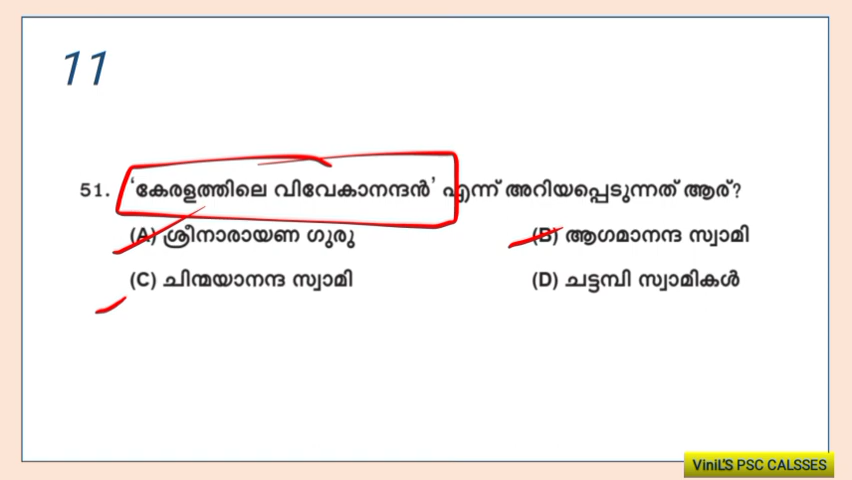 11
51. 'കേരളത്തിലെ വിവേകാനന്ദൻ' എന്ന് അറിയപ്പെടുന്നത് ആര്?
(A) ശ്രീനാരായണ ഗുരു (B) ആഗമാനന്ദ സ്വാമി
(C) ചിന്മയാനന്ദ സ്വാമി (D) ചട്ടമ്പി സ്വാമികൾ
ViniL'S PSC CALSSES